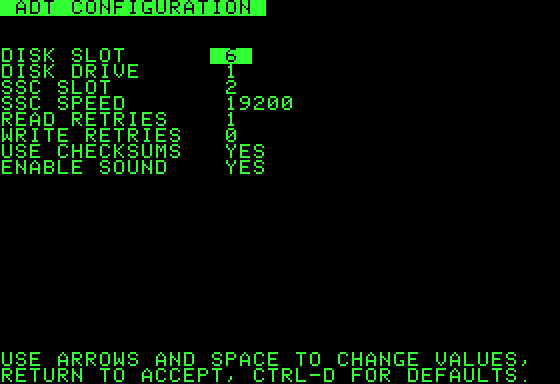 ADT CONFIGURATION
DISK SLOT 6
DISK DRIVE 1
SSC SLOT 2
SSC SPEED 19200
READ RETRIES 1
WRITE RETRIES 0
USE CHECKSUMS YES
ENABLE SOUND YES
USE ARROWS AND SPACE TO CHANGE VALUES,
RETURN TO ACCEPT, CTRL-D FOR DEFAULTS.